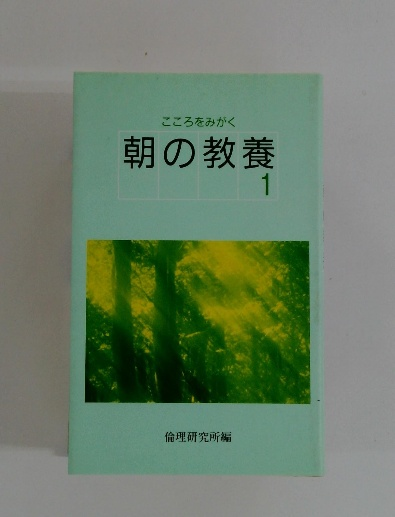 こころをみがく
朝の教養
1
倫理研究所編